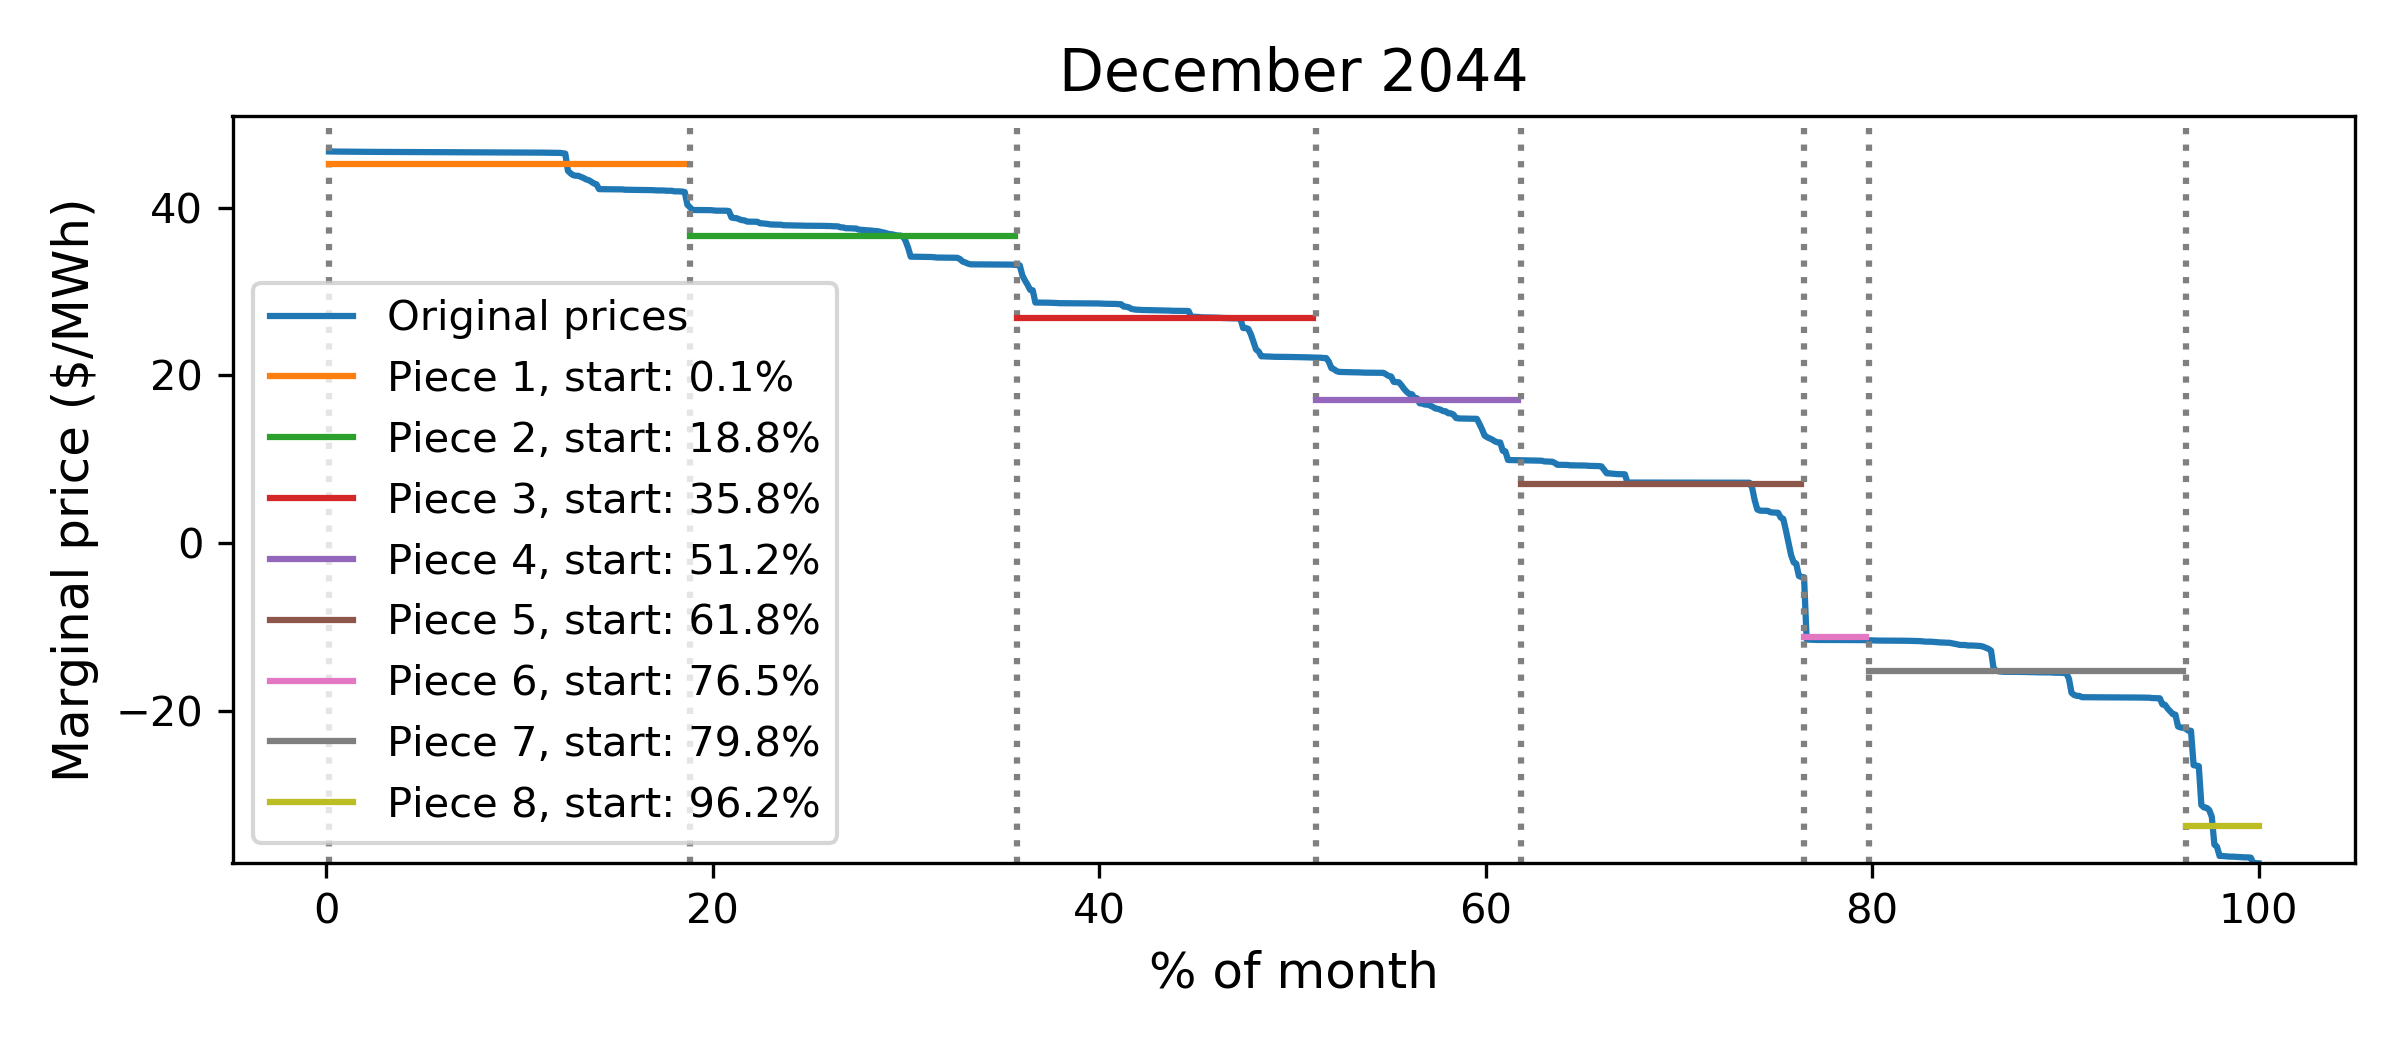 December 2044
Marginal price ($/MWh)
40
20
0
−20
Original prices
Piece 1, start: 0.1%
Piece 2, start: 18.8%
Piece 3, start: 35.8%
Piece 4, start: 51.2%
Piece 5, start: 61.8%
Piece 6, start: 76.5%
Piece 7, start: 79.8%
Piece 8, start: 96.2%
0 20 40 60 80 100
% of month